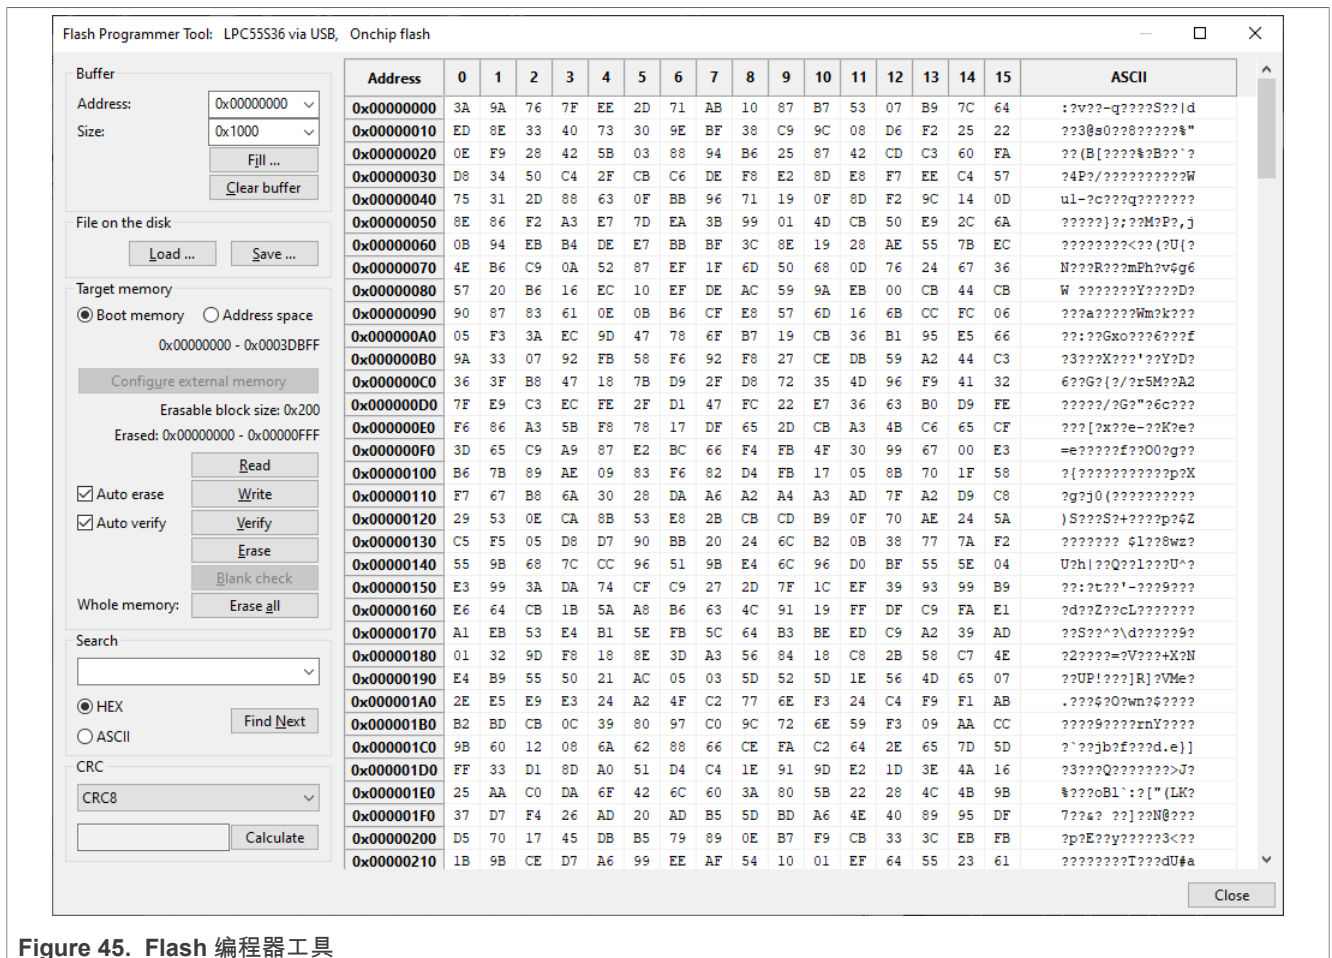 Flash Programmer Tool: LPC55S36 via USB, Onchip flash
Buffer
Address: 0x00000000
Size: 0x1000
Fill ...
Clear buffer
File on the disk
Load ... Save ...
Target memory
Boot memory Address space
0x00000000 - 0x0003DBFF
Configure external memory
Erasable block size: 0x200
Erased: 0x00000000 - 0x00000FFF
Read
Auto erase Write
Auto verify Verify
Erase
Blank check
Whole memory: Erase all
Search
HEX
Find Next
ASCII
CRC
CRC8
Calculate
Address 0 1 2 3 4 5 6 7 8 9 10 11 12 13 14 15 ASCII
0x00000000 3A 9A 76 7F EE 2D 71 AB 10 87 B7 53 07 B9 7C 64 :?v??-q????S??|d
0x00000010 ED 8E 33 40 73 30 9E BF 38 C9 9C 08 D6 F2 25 22 ??3@s0??8?????%"
0x00000020 0E F9 28 42 5B 03 88 94 B6 25 87 42 CD C3 60 FA ??(B[????%?B??`?
0x00000030 D8 34 50 C4 2F CB C6 DE F8 E2 8D E8 F7 EE C4 57 ?4P?/??????????W
0x00000040 75 31 2D 88 63 0F BB 96 71 19 0F 8D F2 9C 14 0D u1-?c???q???????
0x00000050 8E 86 F2 A3 E7 7D EA 3B 99 01 4D CB 50 E9 2C 6A ?????}?;??M?P?,j
0x00000060 0B 94 EB B4 DE E7 BB BF 3C 8E 19 28 AE 55 7B EC ????????<??(?U{?
0x00000070 4E B6 C9 0A 52 87 EF 1F 6D 50 68 0D 76 24 67 36 N???R???mPh?v$g6
0x00000080 57 20 B6 16 EC 10 EF DE AC 59 9A EB 00 CB 44 CB W ???????Y????D?
0x00000090 90 87 83 61 0E 0B B6 CF E8 57 6D 16 6B CC FC 06 ???a?????Wm?k???
0x000000A0 05 F3 3A EC 9D 47 78 6F B7 19 CB 36 B1 95 E5 66 ??:??Gxo???6???f
0x000000B0 9A 33 07 92 FB 58 F6 92 F8 27 CE DB 59 A2 44 C3 ?3???X???'??Y?D?
0x000000C0 36 3F B8 47 18 7B D9 2F D8 72 35 4D 96 F9 41 32 6??G?{?/?r5M??A2
0x000000D0 7F E9 C3 EC FE 2F D1 47 FC 22 E7 36 63 B0 D9 FE ?????/?G?"?6c???
0x000000E0 F6 86 A3 5B F8 78 17 DF 65 2D CB A3 4B C6 65 CF ???[?x??e-??K?e?
0x000000F0 3D 65 C9 A9 87 E2 BC 66 F4 FB 4F 30 99 67 00 E3 =e?????f??O0?g??
0x00000100 B6 7B 89 AE 09 83 F6 82 D4 FB 17 05 8B 70 1F 58 ?{???????????p?X
0x00000110 F7 67 B8 6A 30 28 DA A6 A2 A4 A3 AD 7F A2 D9 C8 ?g?j0(??????????
0x00000120 29 53 0E CA 8B 53 E8 2B CB CD B9 0F 70 AE 24 5A )S???S?+????p?$Z
0x00000130 C5 F5 05 D8 D7 90 BB 20 24 6C B2 0B 38 77 7A F2 ??????? $l??8wz?
0x00000140 55 9B 68 7C CC 96 51 9B E4 6C 96 D0 BF 55 5E 04 U?h|??Q??l???U^?
0x00000150 E3 99 3A DA 74 CF C9 27 2D 7F 1C EF 39 93 99 B9 ??:?t??'-???9???
0x00000160 E6 64 CB 1B 5A A8 B6 63 4C 91 19 FF DF C9 FA E1 ?d??Z??cL???????
0x00000170 A1 EB 53 E4 B1 5E FB 5C 64 B3 BE ED C9 A2 39 AD ??S??^?\d?????9?
0x00000180 01 32 9D F8 18 8E 3D A3 56 84 18 C8 2B 58 C7 4E ?2????=?V???+X?N
0x00000190 E4 B9 55 50 21 AC 05 03 5D 52 5D 1E 56 4D 65 07 ??UP!???]R]?VMe?
0x000001A0 2E E5 E9 E3 24 A2 4F C2 77 6E F3 24 C4 F9 F1 AB .???$?O?wn?$????
0x000001B0 B2 BD CB 0C 39 80 97 C0 9C 72 6E 59 F3 09 AA CC ????9????rnY????
0x000001C0 9B 60 12 08 6A 62 88 66 CE FA C2 64 2E 65 7D 5D ?`??jb?f???d.e}]
0x000001D0 FF 33 D1 8D A0 51 D4 C4 1E 91 9D E2 1D 3E 4A 16 ?3???Q???????>J?
0x000001E0 25 AA C0 DA 6F 42 6C 60 3A 80 5B 22 28 4C 4B 9B %???oBl`:?["(LK?
0x000001F0 37 D7 F4 26 AD 20 AD B5 5D BD A6 4E 40 89 95 DF 7??&? ??]??N@???
0x00000200 D5 70 17 45 DB B5 79 89 0E B7 F9 CB 33 3C EB FB ?p?E??y?????3<??
0x00000210 1B 9B CE D7 A6 99 EE AF 54 10 01 EF 64 55 23 61 ????????T???dU#a
Close
Figure 45. Flash 编程器工具